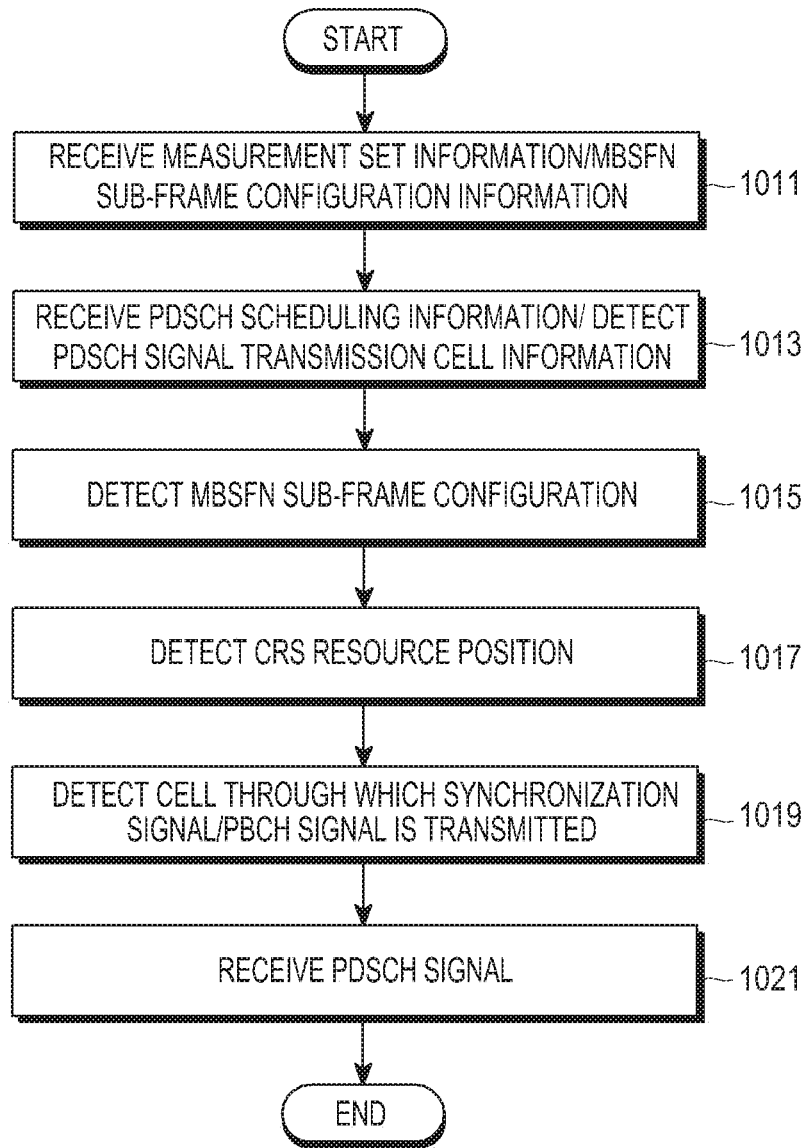 START
RECEIVE MEASUREMENT SET INFORMATION/MBSFN
SUB-FRAME CONFIGURATION INFORMATION
1011
RECEIVE PDSCH SCHEDULING INFORMATION/ DETECT
PDSCH SIGNAL TRANSMISSION CELL INFORMATION
1013
DETECT MBSFN SUB-FRAME CONFIGURATION
1015
DETECT CRS RESOURCE POSITION
1017
DETECT CELL THROUGH WHICH SYNCHRONIZATION
SIGNAL/PBCH SIGNAL IS TRANSMITTED
1019
RECEIVE PDSCH SIGNAL
1021
END